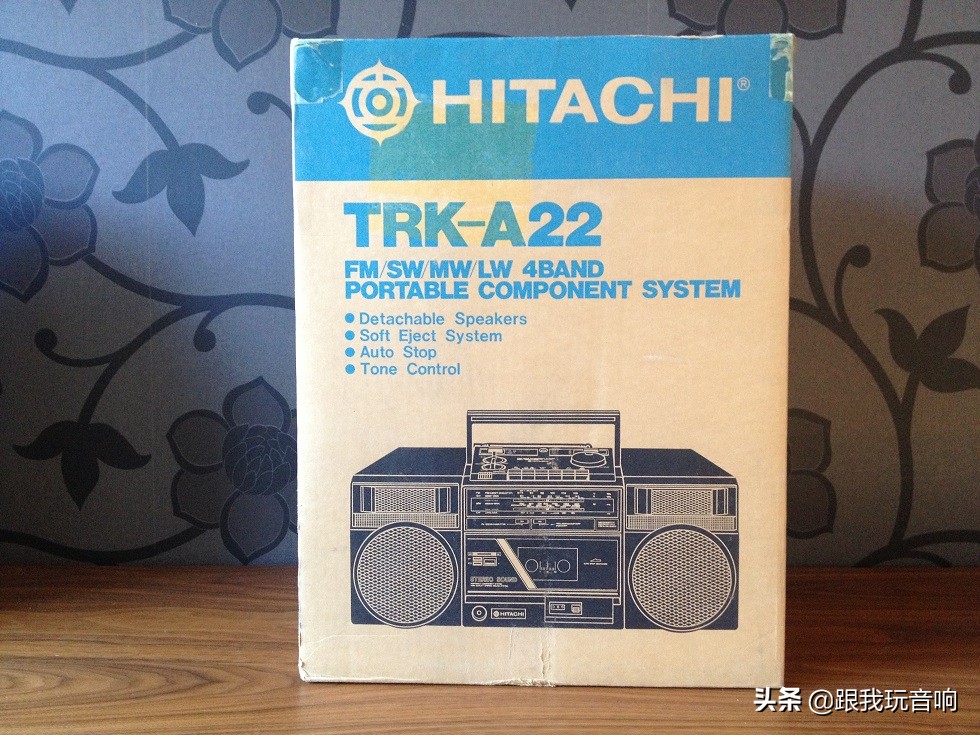 HITACHI®
TRK-A22
FM/SW/MW/LW 4BAND
PORTABLE COMPONENT SYSTEM
● Detachable Speakers
● Soft Eject System
● Auto Stop
● Tone Control
STEREO SOUND
HITACHI
头条 @跟我玩音响